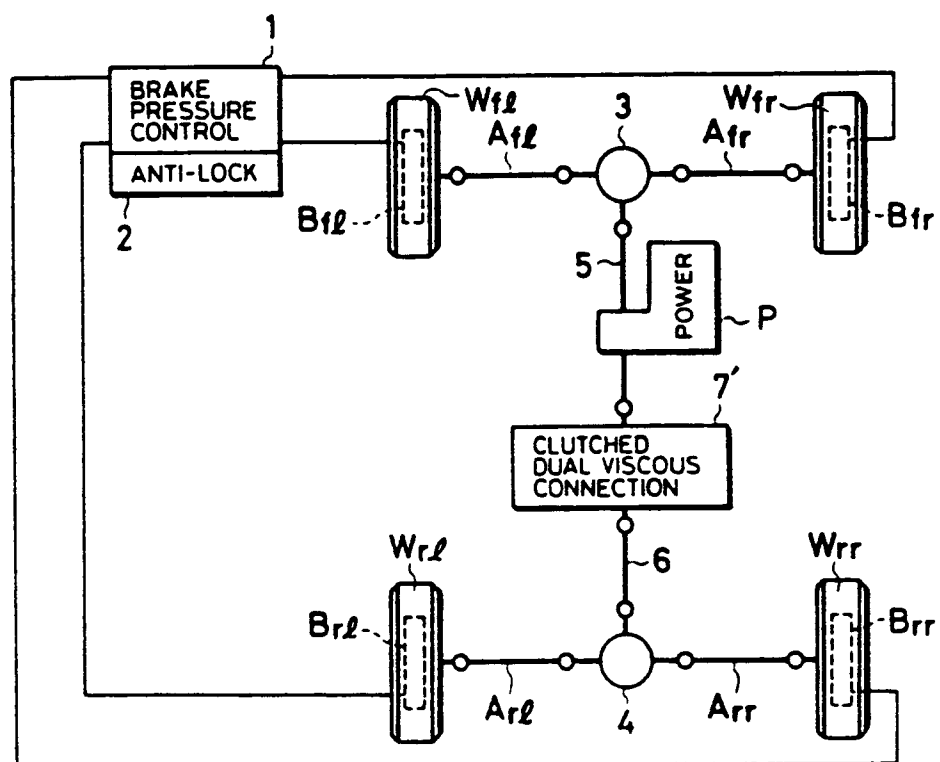 1
BRAKE
PRESSURE
CONTROL
ANTI-LOCK
2
Wfℓ
Afℓ
3
Afr
Wfr
Bfℓ
Bfr
5
POWER
P
7′
CLUTCHED
DUAL VISCOUS
CONNECTION
6
Wrℓ
Wrr
Brℓ
Brr
Arℓ
4
Arr